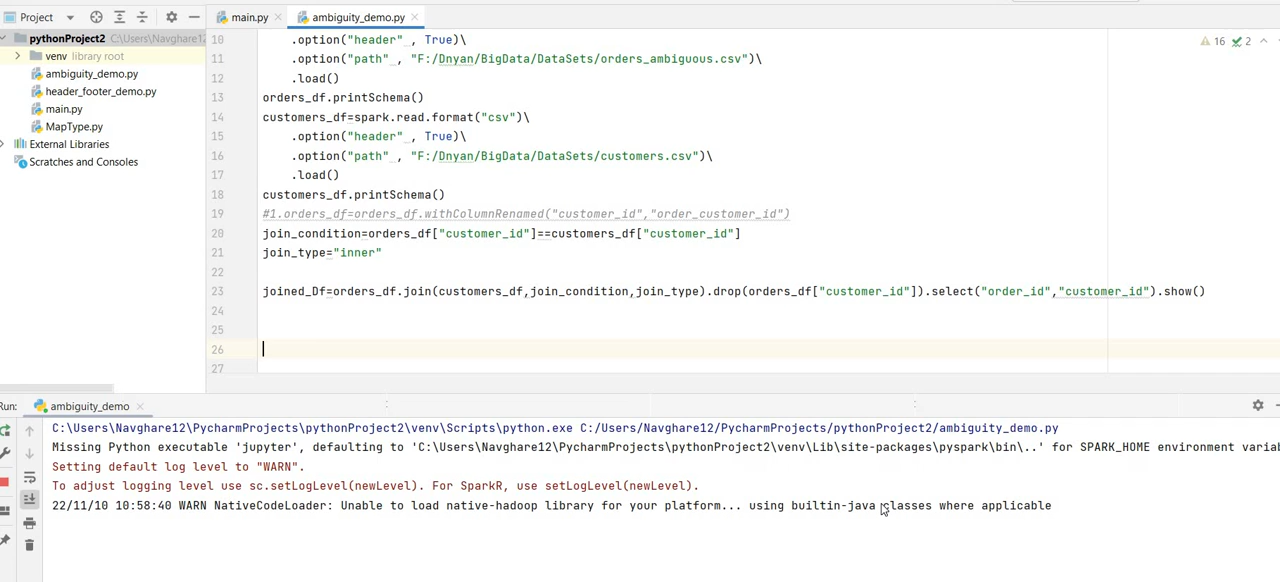 Project
main.py
ambiguity_demo.py
pythonProject2 C:\Users\Navghare12
venv library root
ambiguity_demo.py
header_footer_demo.py
main.py
MapType.py
External Libraries
Scratches and Consoles
16 2
10 .option("header" , True)\
11 .option("path" , "F:/Dnyan/BigData/DataSets/orders_ambiguous.csv")\
12 .load()
13 orders_df.printSchema()
14 customers_df=spark.read.format("csv")\
15 .option("header" , True)\
16 .option("path" , "F:/Dnyan/BigData/DataSets/customers.csv")\
17 .load()
18 customers_df.printSchema()
19 #1.orders_df=orders_df.withColumnRenamed("customer_id","order_customer_id")
20 join_condition=orders_df["customer_id"]==customers_df["customer_id"]
21 join_type="inner"
22
23 joined_Df=orders_df.join(customers_df,join_condition,join_type).drop(orders_df["customer_id"]).select("order_id","customer_id").show()
24
25
26
27
Run: ambiguity_demo
C:\Users\Navghare12\PycharmProjects\pythonProject2\venv\Scripts\python.exe C:/Users/Navghare12/PycharmProjects/pythonProject2/ambiguity_demo.py
Missing Python executable 'jupyter', defaulting to 'C:\Users\Navghare12\PycharmProjects\pythonProject2\venv\Lib\site-packages\pyspark\bin\..' for SPARK_HOME environment varia
Setting default log level to "WARN".
To adjust logging level use sc.setLogLevel(newLevel). For SparkR, use setLogLevel(newLevel).
22/11/10 10:58:40 WARN NativeCodeLoader: Unable to load native-hadoop library for your platform... using builtin-java classes where applicable